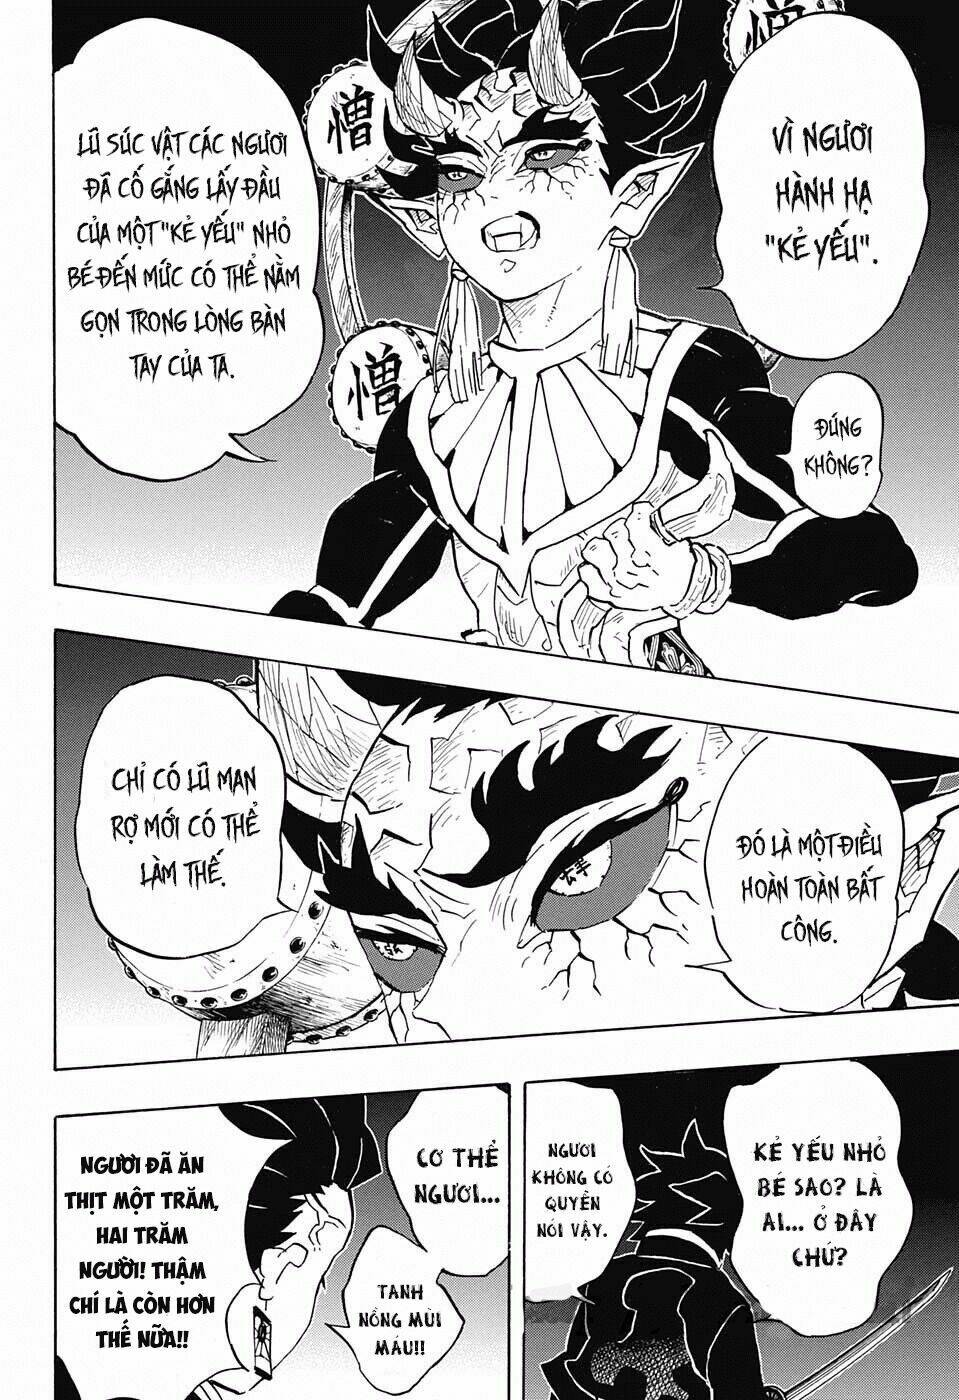 VÌ NGƯƠI
HÀNH HẠ
"KẺ YẾU".
ĐÚNG
KHÔNG?
憎
憎
憎
LŨ SÚC VẬT CÁC NGƯƠI
ĐÃ CỐ GẮNG LẤY ĐẦU
CỦA MỘT "KẺ YẾU" NHỎ
BÉ ĐẾN MỨC CÓ THỂ NẰM
GỌN TRONG LÒNG BÀN
TAY CỦA TA.
ĐÓ LÀ MỘT ĐIỀU
HOÀN TOÀN BẤT
CÔNG.
CHỈ CÓ LŨ MAN
RỢ MỚI CÓ THỂ
LÀM THẾ.
KẺ YẾU NHỎ
BÉ SAO? LÀ
AI... Ở ĐÂY
CHỨ?
NGƯƠI
KHÔNG CÓ
QUYỀN
NÓI VẬY.
CƠ THỂ
NGƯƠI...
TANH
NỒNG MÙI
MÁU!!
NGƯƠI ĐÃ ĂN
THỊT MỘT TRĂM,
HAI TRĂM
NGƯỜI! THẬM
CHÍ LÀ CÒN HƠN
THẾ NỮA!!